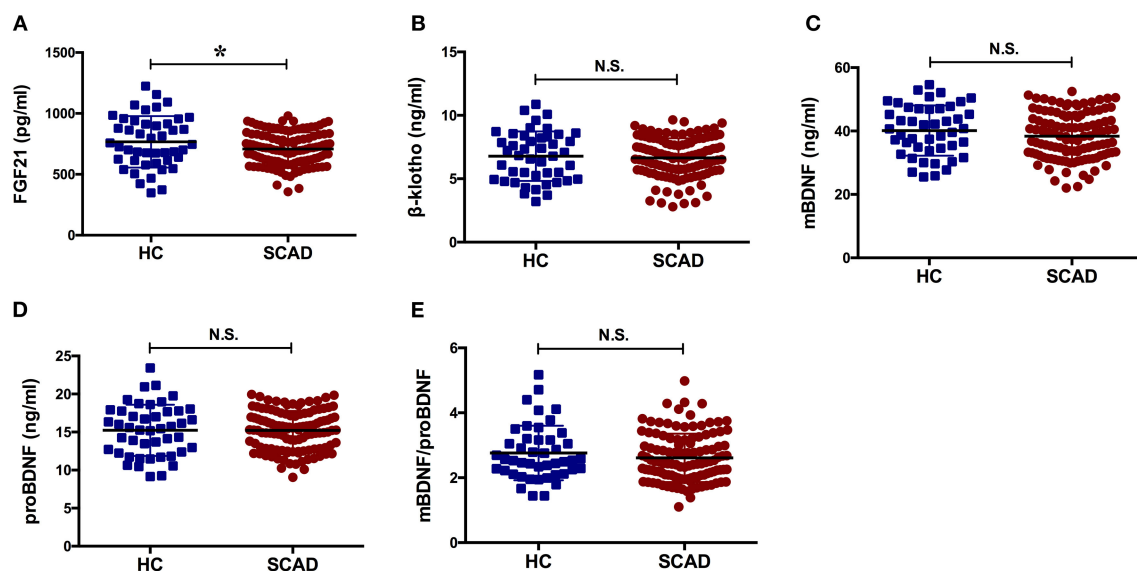 A
FGF21 (pg/ml)
1500
1000
500
0
*
HC
SCAD
B
β-klotho (ng/ml)
15
10
5
0
N.S.
HC
SCAD
C
mBDNF (ng/ml)
60
40
20
0
N.S.
HC
SCAD
D
proBDNF (ng/ml)
25
20
15
10
5
0
N.S.
HC
SCAD
E
mBDNF/proBDNF
6
4
2
0
N.S.
HC
SCAD